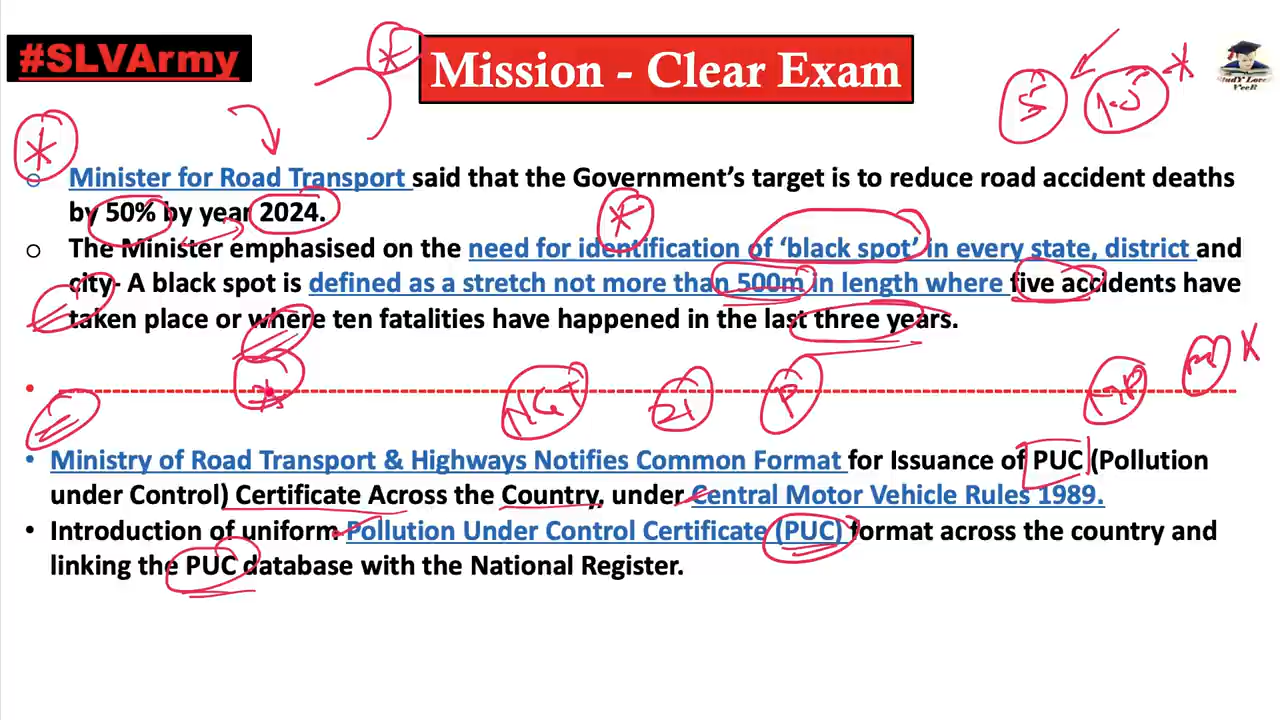 #SLVArmy
Mission - Clear Exam
StudY Lover
VeeR
Minister for Road Transport said that the Government's target is to reduce road accident deaths
by 50% by year 2024.
The Minister emphasised on the need for identification of 'black spot' in every state, district and
city- A black spot is defined as a stretch not more than 500m in length where five accidents have
taken place or where ten fatalities have happened in the last three years.
NGT
P
Ministry of Road Transport & Highways Notifies Common Format for Issuance of PUC (Pollution
under Control) Certificate Across the Country, under Central Motor Vehicle Rules 1989.
Introduction of uniform Pollution Under Control Certificate (PUC) format across the country and
linking the PUC database with the National Register.